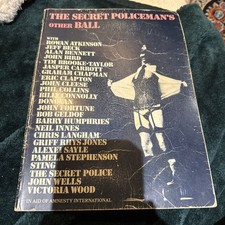 THE SECRET POLICEMAN'S
OTHER BALL
WITH
ROWAN ATKINSON
JEFF BECK
ALAN BENNETT
JOHN BIRD
TIM BROOKE-TAYLOR
JASPER CARROTT
GRAHAM CHAPMAN
ERIC CLAPTON
JOHN CLEESE
PHIL COLLINS
BILLY CONNOLLY
DONOVAN
JOHN FORTUNE
BOB GELDOF
BARRY HUMPHRIES
NEIL INNES
CHRIS LANGHAM
GRIFF RHYS JONES
ALEXEI SAYLE
PAMELA STEPHENSON
STING
THE SECRET POLICE
JOHN WELLS
VICTORIA WOOD
IN AID OF AMNESTY INTERNATIONAL